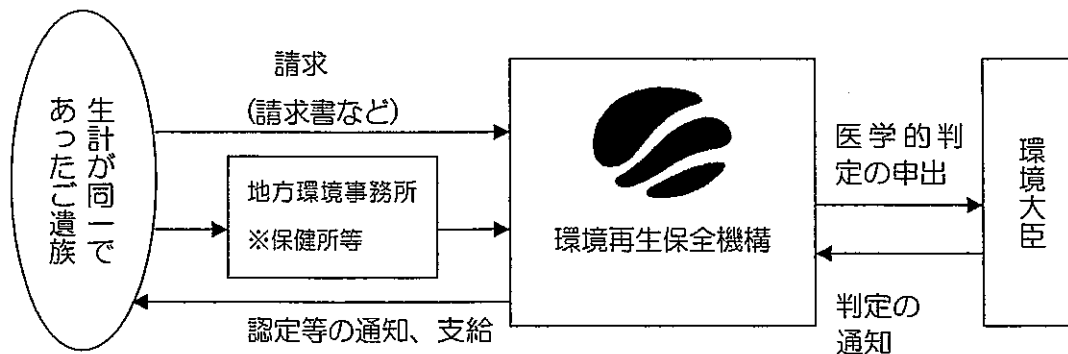 生計が同一で
あったご遺族
請求
(請求書など)
地方環境事務所
※保健所等
認定等の通知、支給
環境再生保全機構
医学的判
定の申出
判定の
通知
環境大臣